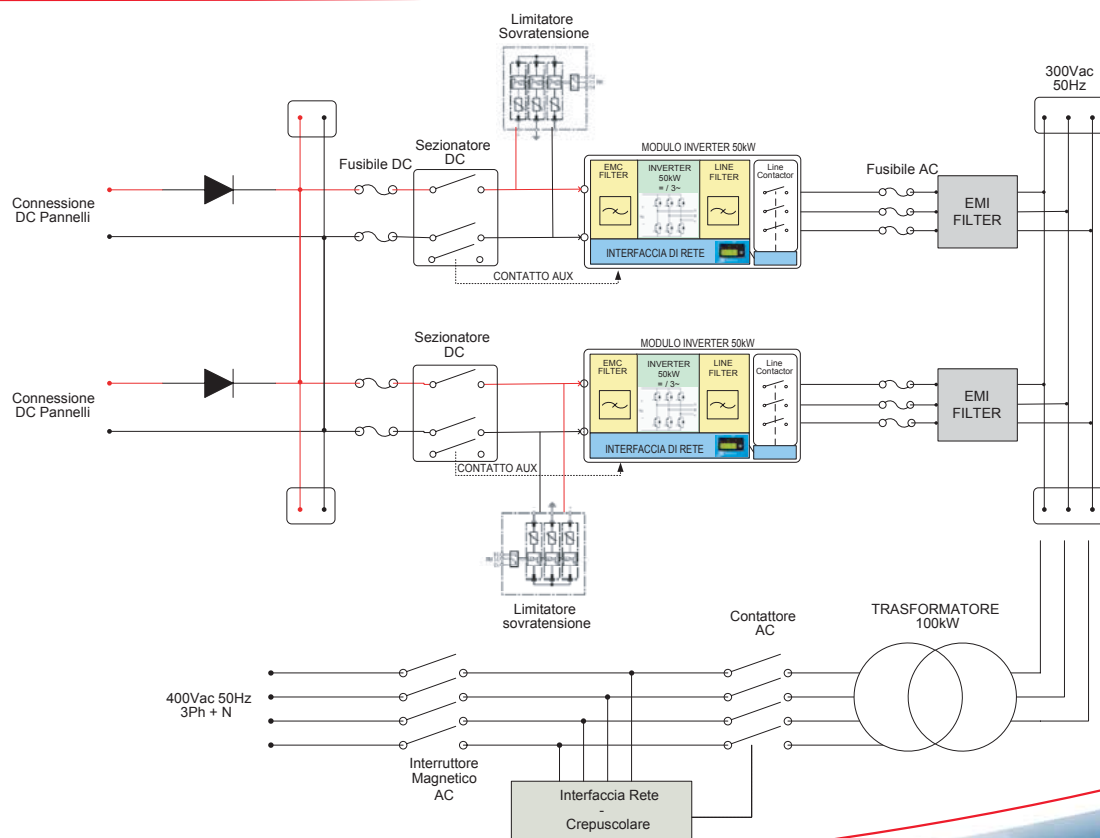 Limitatore
Sovratensione
300Vac
50Hz
Sezionatore
DC
Fusibile DC
MODULO INVERTER 50kW
EMC
FILTER
INVERTER
50kW
= / 3~
LINE
FILTER
Line
Contactor
Fusibile AC
Connessione
DC Pannelli
EMI
FILTER
INTERFACCIA DI RETE
CONTATTO AUX
Sezionatore
DC
MODULO INVERTER 50kW
EMC
FILTER
INVERTER
50kW
= / 3~
LINE
FILTER
Line
Contactor
Connessione
DC Pannelli
EMI
FILTER
INTERFACCIA DI RETE
CONTATTO AUX
Limitatore
sovratensione
Contattore
AC
TRASFORMATORE
100kW
400Vac 50Hz
3Ph + N
Interruttore
Magnetico
AC
Interfaccia Rete
-
Crepuscolare